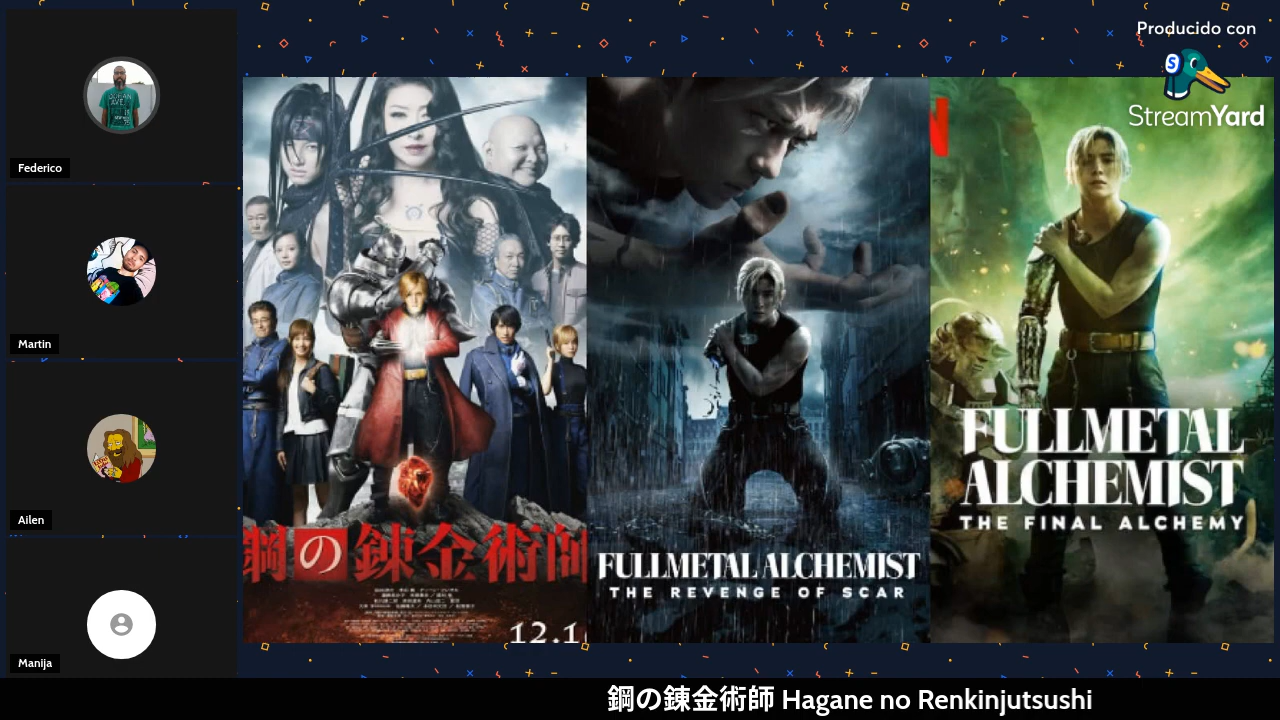 Producido con
StreamYard
Federico
Martin
Ailen
Manija
鋼の錬金術師
12.1
FULLMETAL ALCHEMIST
THE REVENGE OF SCAR
FULLMETAL
ALCHEMIST
THE FINAL ALCHEMY
鋼の錬金術師 Hagane no Renkinjutsushi